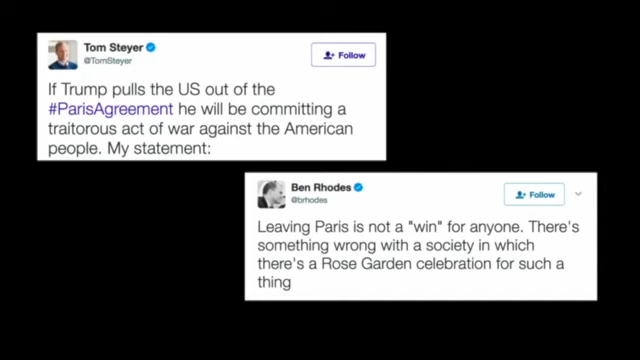 Tom Steyer
@TomSteyer
Follow
If Trump pulls the US out of the
#ParisAgreement he will be committing a
traitorous act of war against the American
people. My statement:
Ben Rhodes
@brhodes
Follow
Leaving Paris is not a "win" for anyone. There's
something wrong with a society in which
there's a Rose Garden celebration for such a
thing